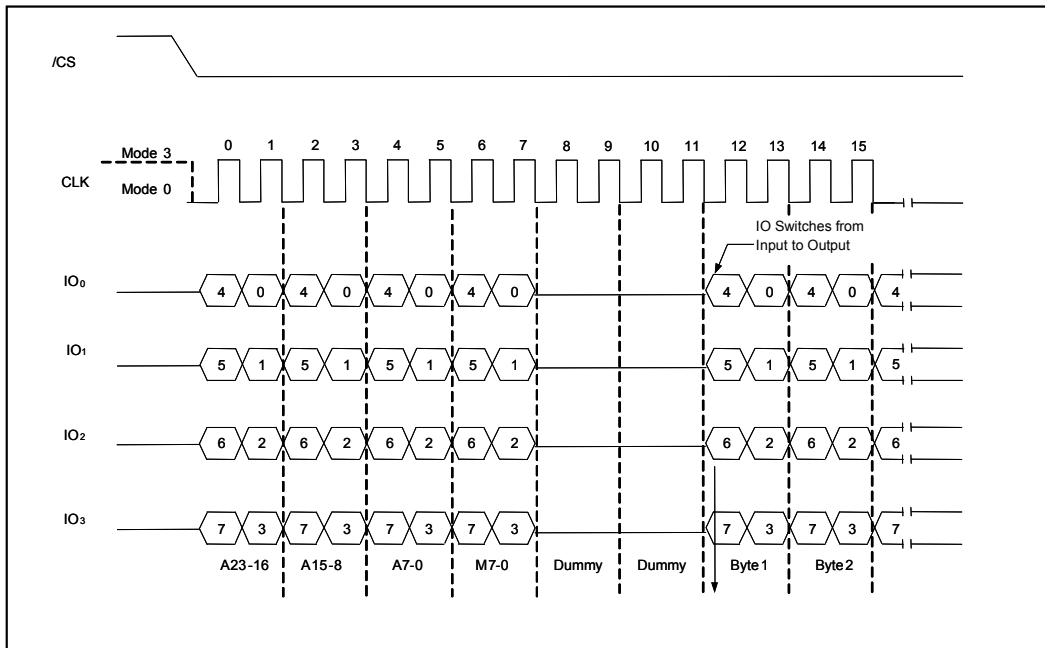 /CS
0 1 2 3 4 5 6 7 8 9 10 11 12 13 14 15
Mode 3
CLK
Mode 0
IO Switches from
Input to Output
IO0 4 0 4 0 4 0 4 0 4 0 4 0 4
IO1 5 1 5 1 5 1 5 1 5 1 5 1 5
IO2 6 2 6 2 6 2 6 2 6 2 6 2 6
IO3 7 3 7 3 7 3 7 3 7 3 7 3 7
A23-16 A15-8 A7-0 M7-0 Dummy Dummy Byte1 Byte2